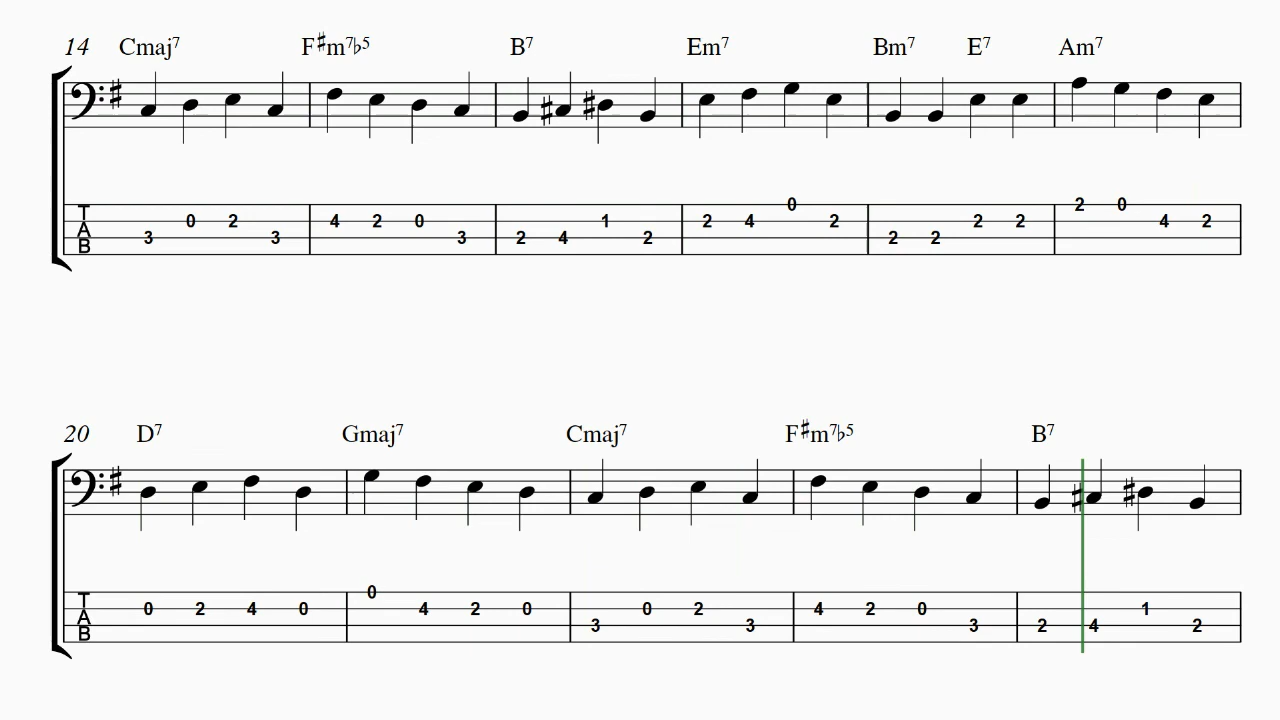 14 Cmaj7 F♯m7♭5 B7 Em7 Bm7 E7 Am7
T 0 2 0
A 0 2 4 2 0 1 2 4 2 2 2 4 2
B 3 3 3 2 4 2 2 2
20 D7 Gmaj7 Cmaj7 F♯m7♭5 B7
T 0
A 0 2 4 0 4 2 0 0 2 4 2 0 1
B 3 3 3 2 4 2